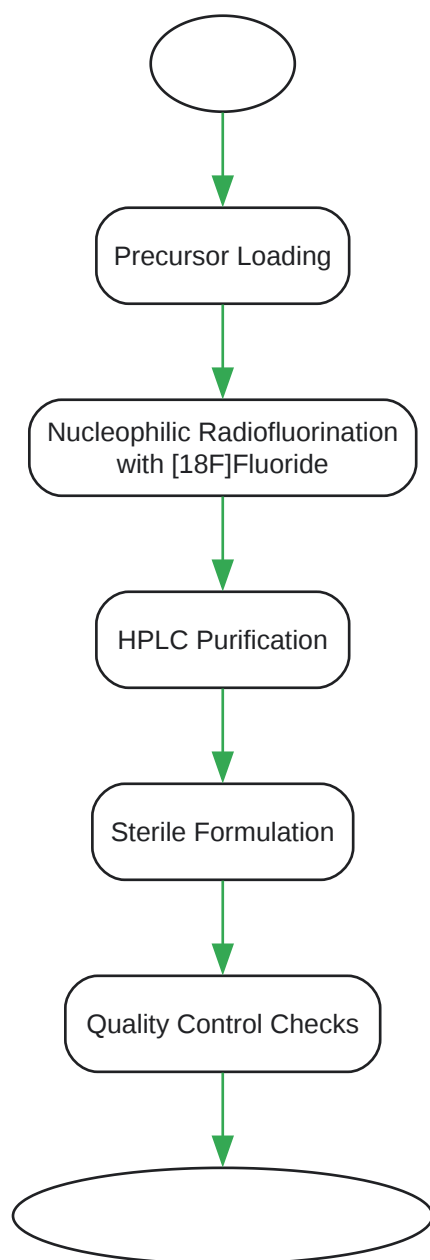 Precursor Loading
Nucleophilic Radiofluorination
with [18F]Fluoride
HPLC Purification
Sterile Formulation
Quality Control Checks